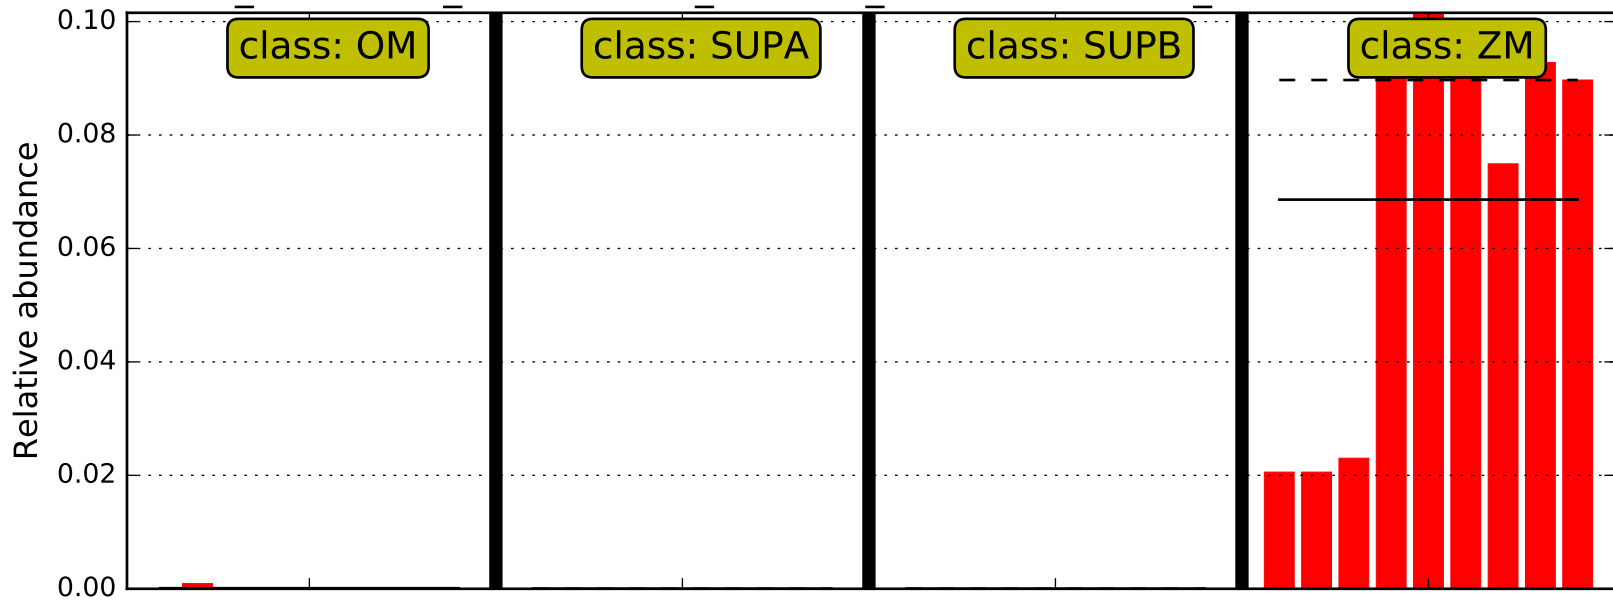 0.10
class: OM
class: SUPA
class: SUPB
class: ZM
0.08
0.06
0.04
0.02
0.00
Relative abundance